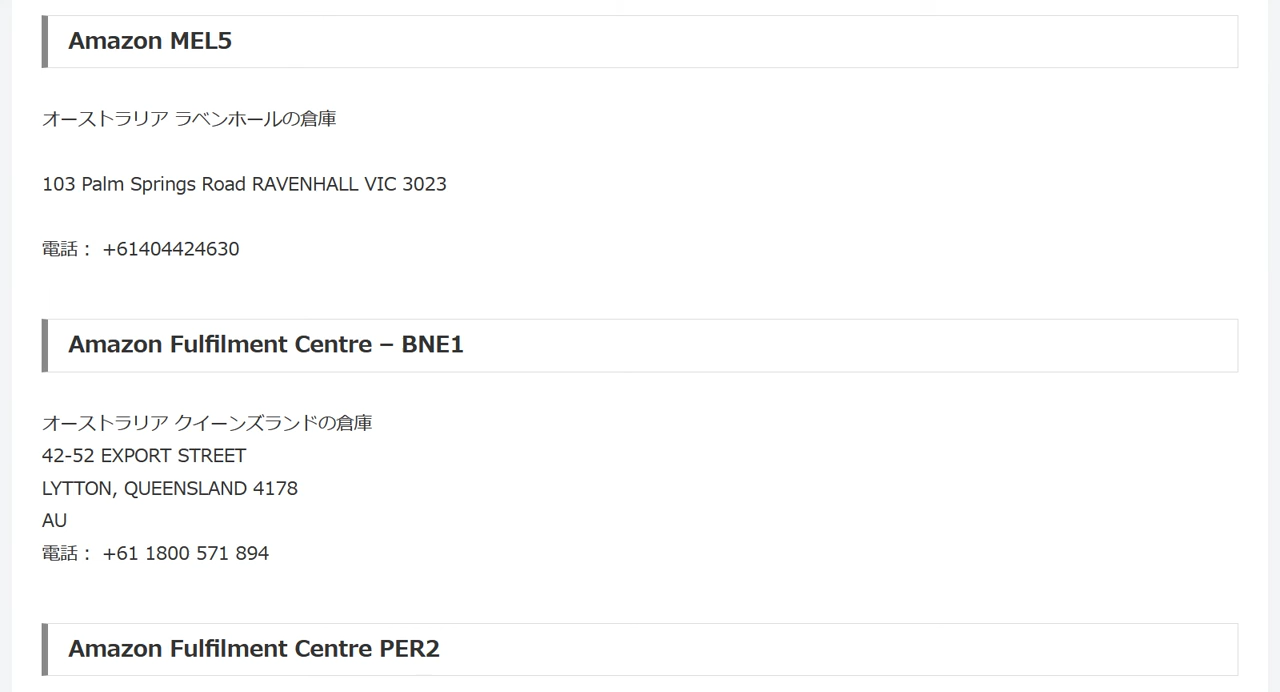 Amazon MEL5
オーストラリア ラベンホールの倉庫
103 Palm Springs Road RAVENHALL VIC 3023
電話： +61404424630
Amazon Fulfilment Centre – BNE1
オーストラリア クイーンズランドの倉庫
42-52 EXPORT STREET
LYTTON, QUEENSLAND 4178
AU
電話： +61 1800 571 894
Amazon Fulfilment Centre PER2